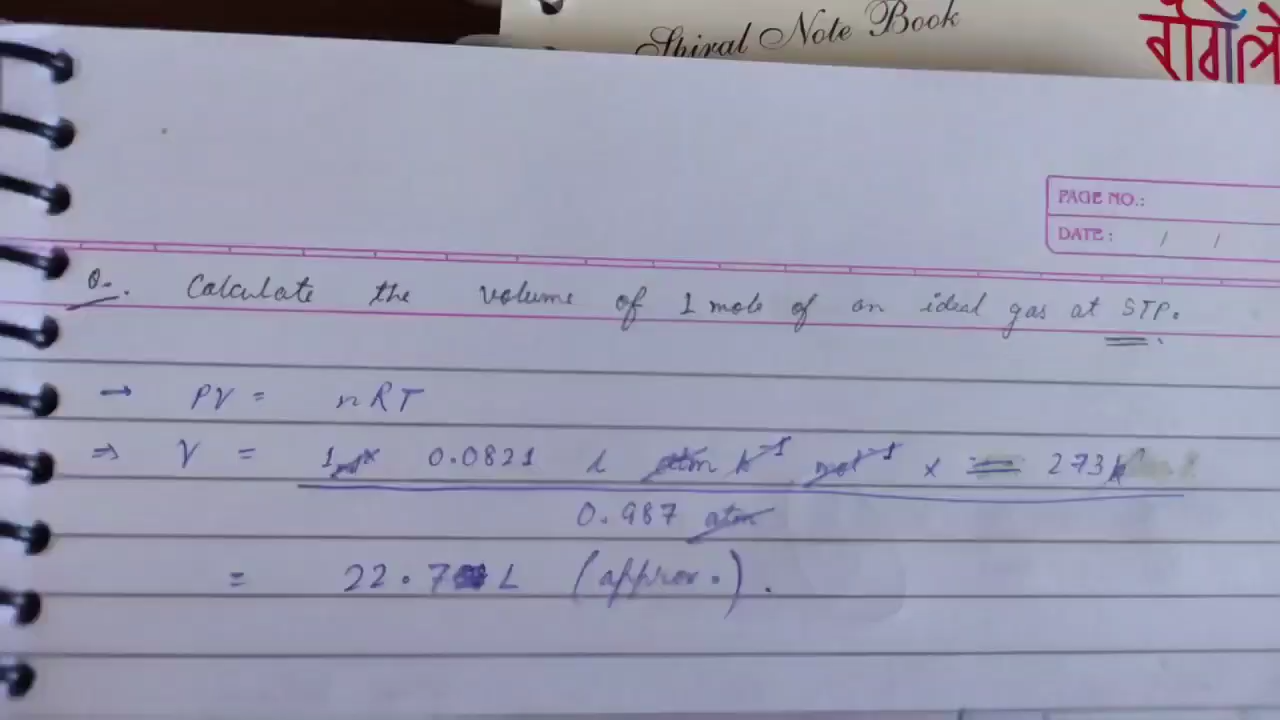 Spiral Note Book
रंगोली
PAGE NO.:
DATE: / /
Q. Calculate the volume of 1 mole of an ideal gas at STP.
→ PV = nRT
⇒ V = 1 mol x 0.0821 L atm K⁻¹ mol⁻¹ x 273 K
0.987 atm
= 22.7 L (approx.).